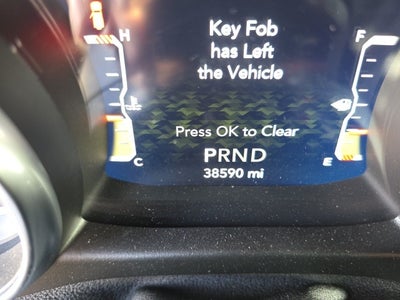 Key Fob
has Left
the Vehicle
H F
Press OK to Clear
C E
PRND
38590 mi